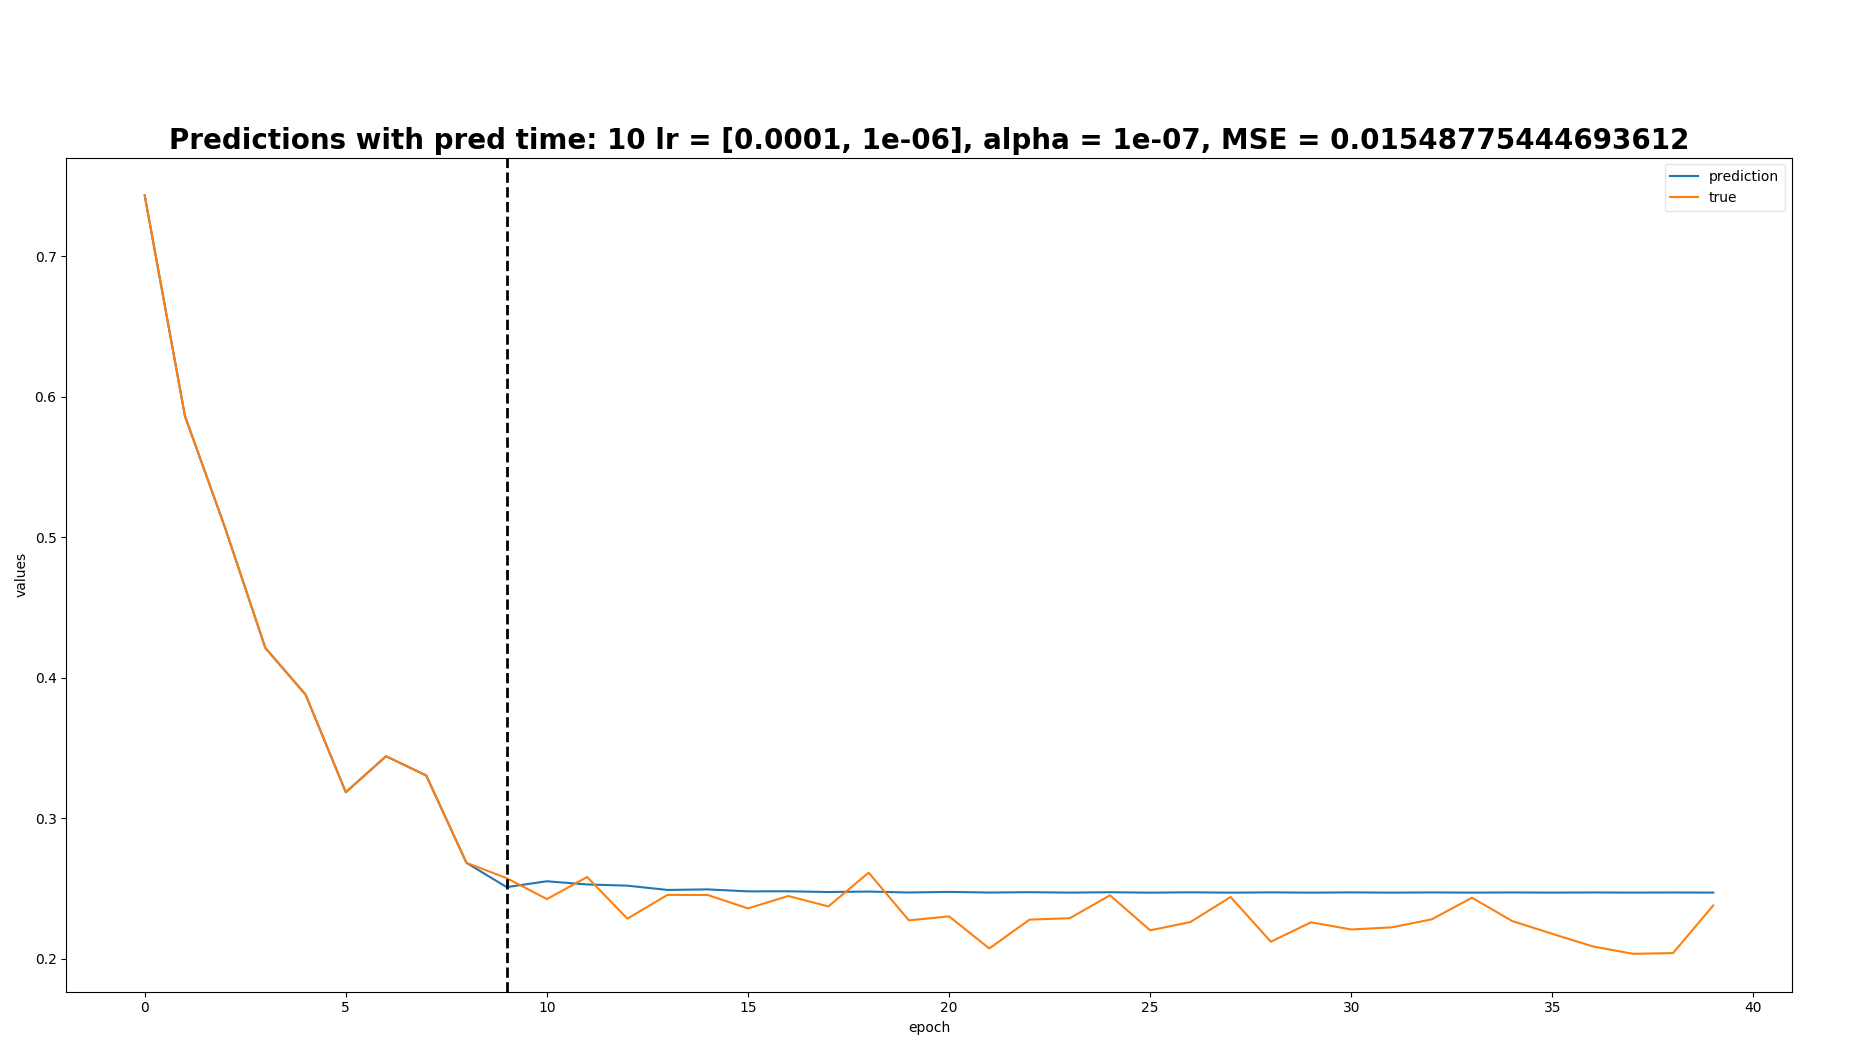 Predictions with pred time: 10 lr = [0.0001, 1e-06], alpha = 1e-07, MSE = 0.01548775444693612
prediction
true
0.7
0.6
0.5
0.4
0.3
0.2
values
0 5 10 15 20 25 30 35 40
epoch